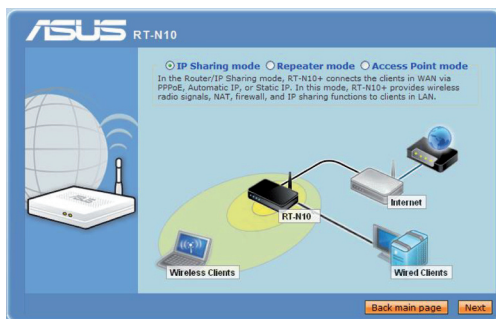 ASUS RT-N10
IP Sharing mode Repeater mode Access Point mode
In the Router/IP Sharing mode, RT-N10+ connects the clients in WAN via
PPPoE, Automatic IP, or Static IP. In this mode, RT-N10+ provides wireless
radio signals, NAT, firewall, and IP sharing functions to clients in LAN.
Internet
RT-N10
ASUS
Wireless Clients
Wired Clients
Back main page Next